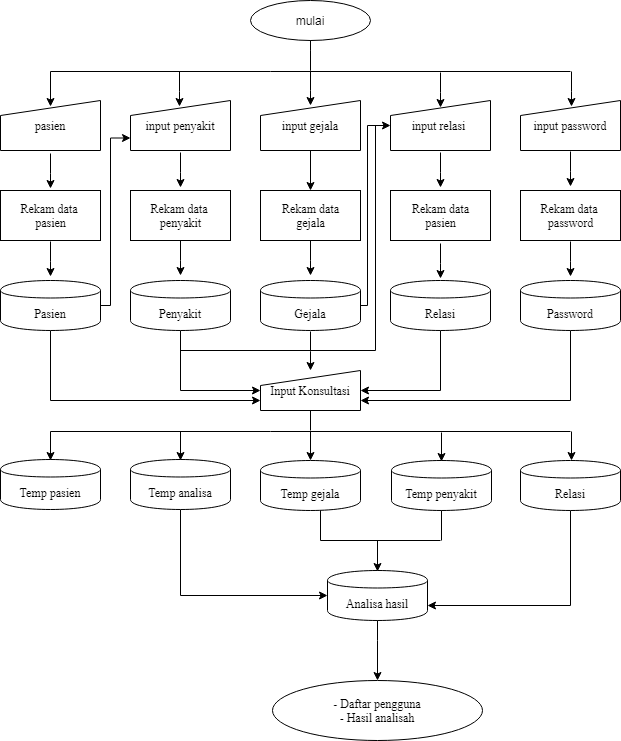 mulai
pasien
input penyakit
input gejala
input relasi
input password
Rekam data
pasien
Rekam data
penyakit
Rekam data
gejala
Rekam data
pasien
Rekam data
password
Pasien
Penyakit
Gejala
Relasi
Password
Input Konsultasi
Temp pasien
Temp analisa
Temp gejala
Temp penyakit
Relasi
Analisa hasil
- Daftar pengguna
- Hasil analisah